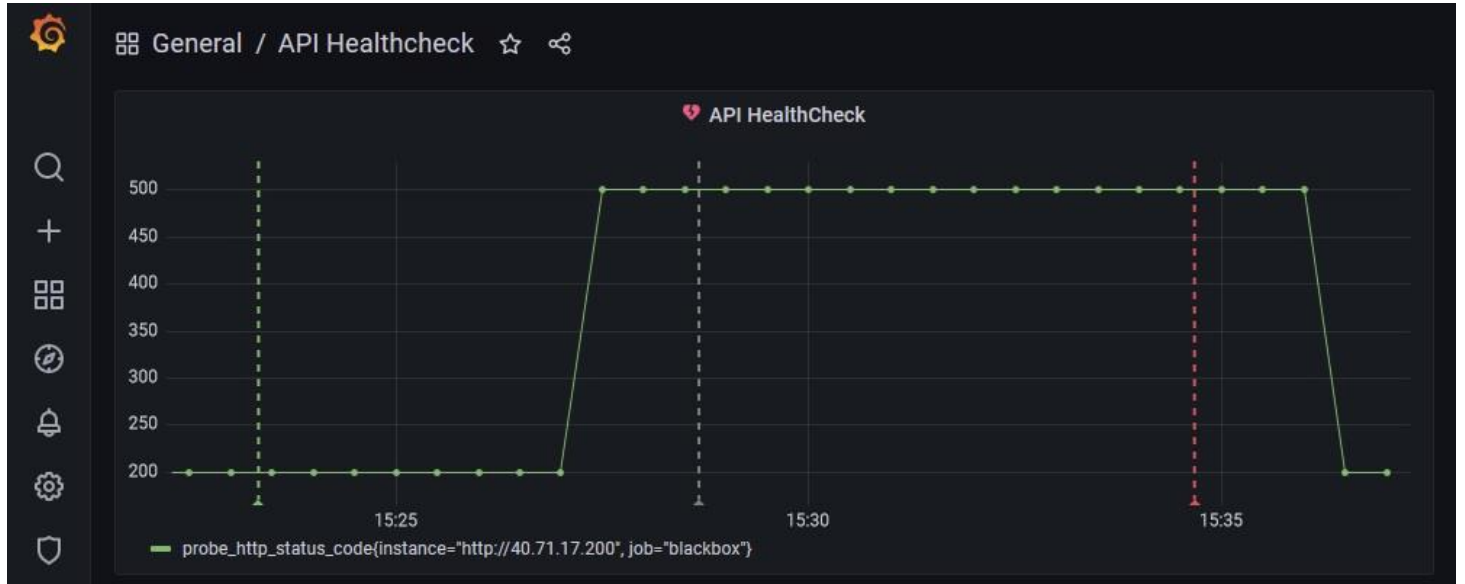 General / API Healthcheck
API HealthCheck
500
450
400
350
300
250
200
15:25 15:30 15:35
probe_http_status_code{instance="http://40.71.17.200", job="blackbox"}